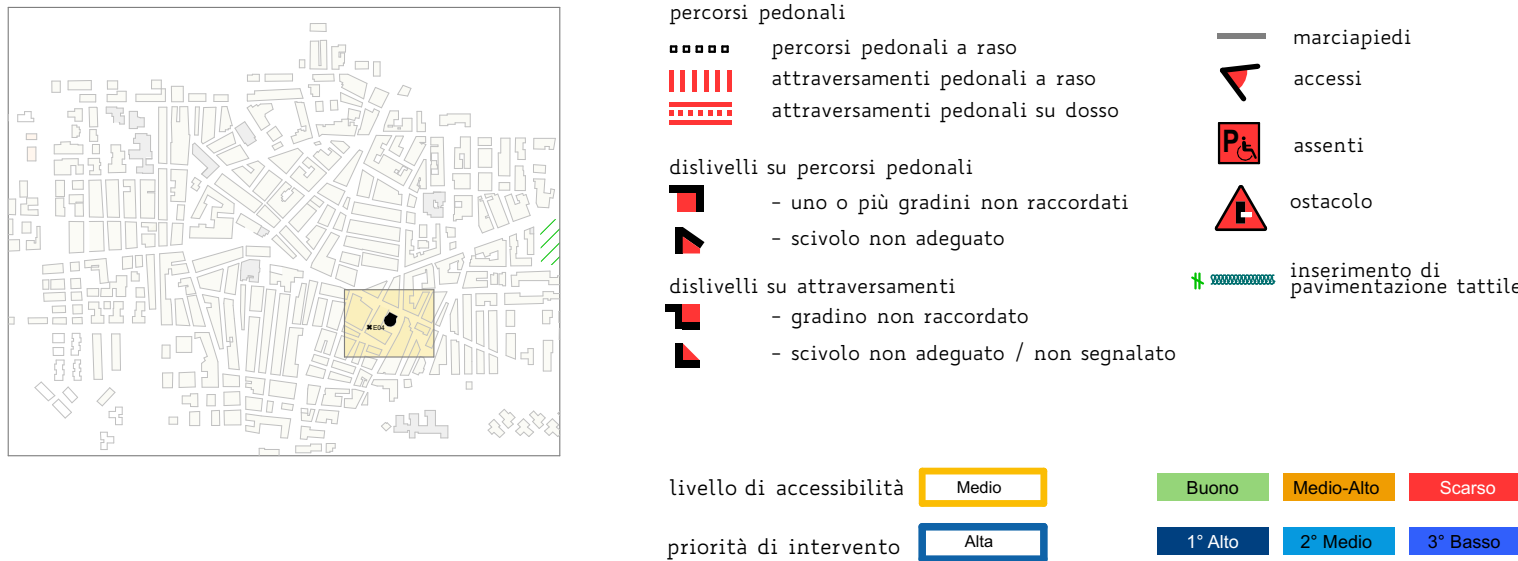 percorsi pedonali
percorsi pedonali a raso
attraversamenti pedonali a raso
attraversamenti pedonali su dosso
dislivelli su percorsi pedonali
- uno o più gradini non raccordati
- scivolo non adeguato
dislivelli su attraversamenti
- gradino non raccordato
- scivolo non adeguato / non segnalato
marciapiedi
accessi
P
assenti
ostacolo
inserimento di
pavimentazione tattile
E04
livello di accessibilità Medio Buono Medio-Alto Scarso
priorità di intervento Alta 1° Alto 2° Medio 3° Basso